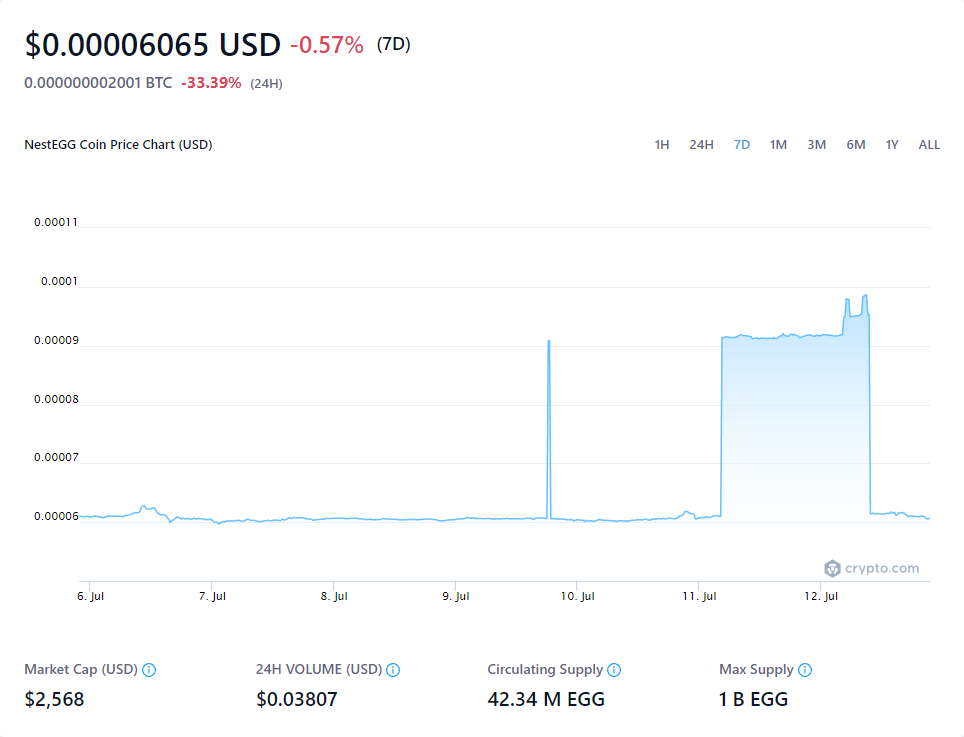 $0.00006065 USD -0.57% (7D)
0.000000002001 BTC -33.39% (24H)
NestEGG Coin Price Chart (USD) 1H 24H 7D 1M 3M 6M 1Y ALL
0.00011
0.0001
0.00009
0.00008
0.00007
0.00006
crypto.com
6. Jul 7. Jul 8. Jul 9. Jul 10. Jul 11. Jul 12. Jul
Market Cap (USD) 24H VOLUME (USD) Circulating Supply Max Supply
$2,568 $0.03807 42.34 M EGG 1 B EGG